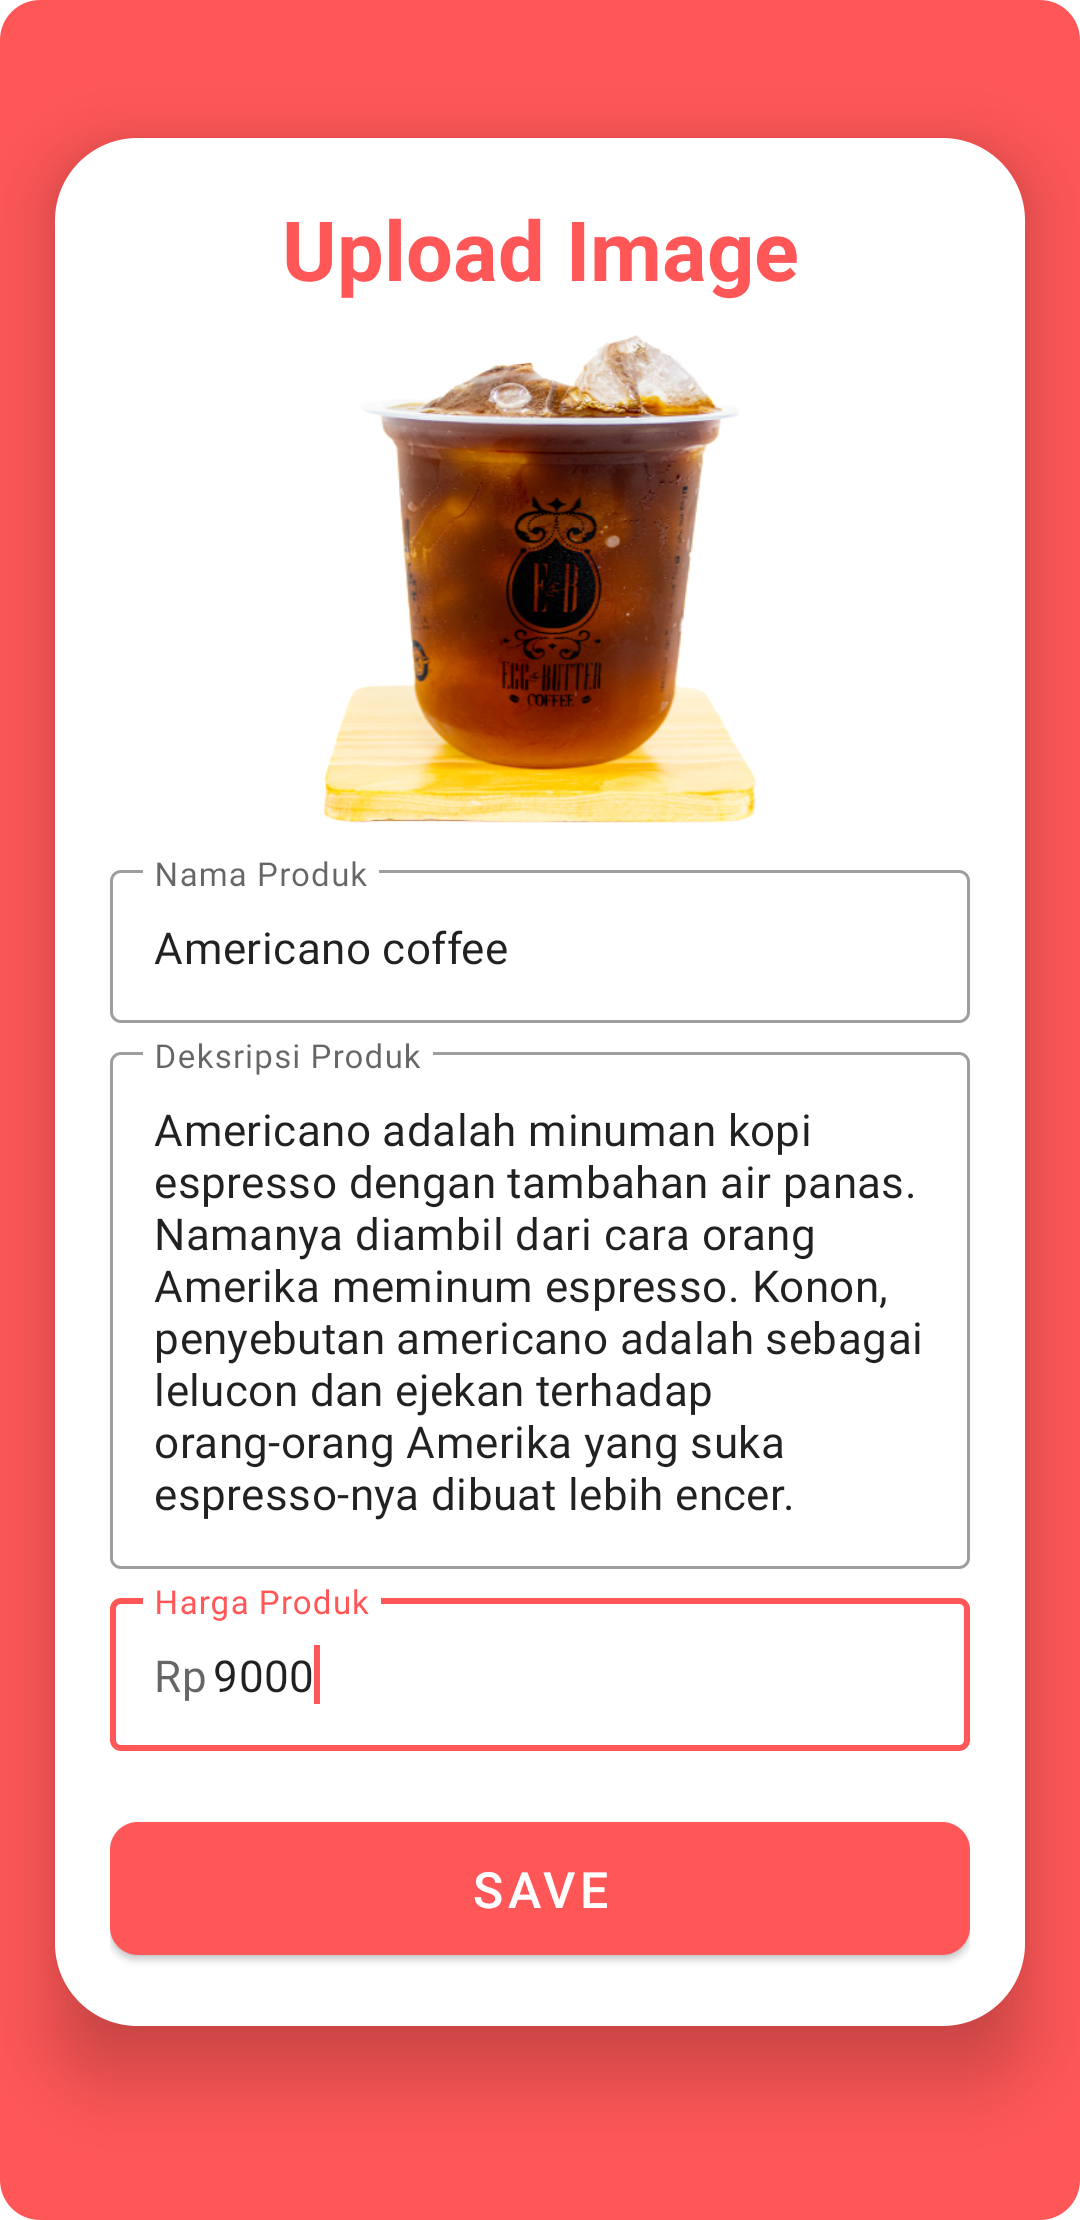 Upload Image
E&B
EGG & BUTTER
COFFEE
Nama Produk
Americano coffee
Deksripsi Produk
Americano adalah minuman kopi
espresso dengan tambahan air panas.
Namanya diambil dari cara orang
Amerika meminum espresso. Konon,
penyebutan americano adalah sebagai
lelucon dan ejekan terhadap
orang-orang Amerika yang suka
espresso-nya dibuat lebih encer.
Harga Produk
Rp 9000
SAVE